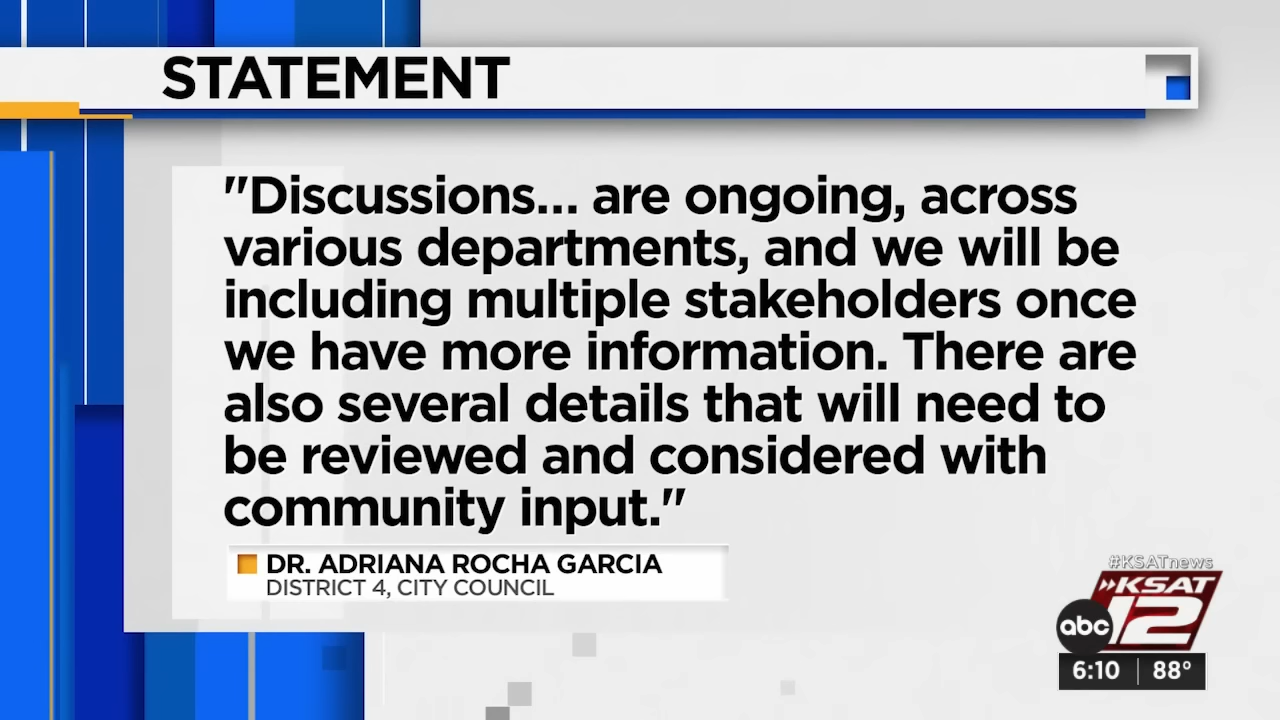 STATEMENT
"Discussions... are ongoing, across
various departments, and we will be
including multiple stakeholders once
we have more information. There are
also several details that will need to
be reviewed and considered with
community input."
DR. ADRIANA ROCHA GARCIA
DISTRICT 4, CITY COUNCIL
#KSATnews
KSAT
abc 12
6:10 88°